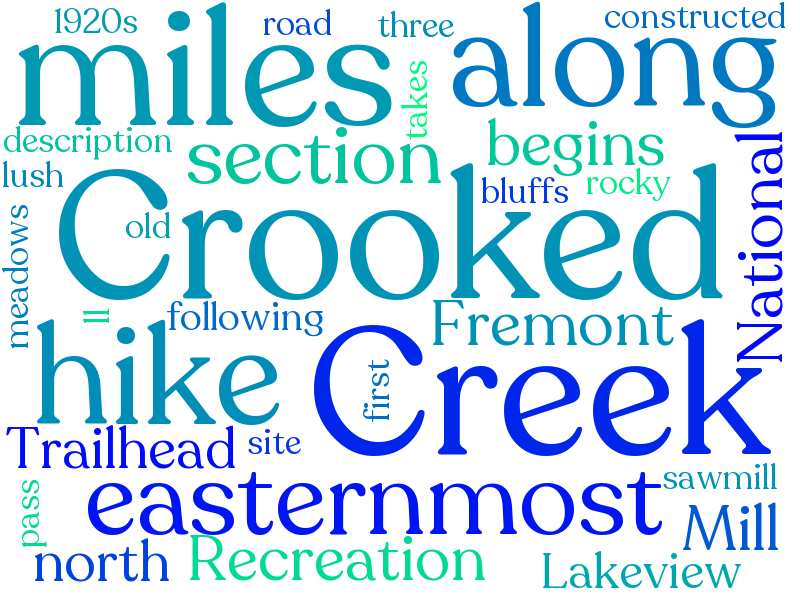 1920s
road
three
constructed
miles
along
takes
description
section
begins
National
lush
bluffs
rocky
Crooked
old
meadows
ll
following
Fremont
hike
Creek
first
Trailhead
site
sawmill
easternmost
pass
Mill
north
Recreation
Lakeview